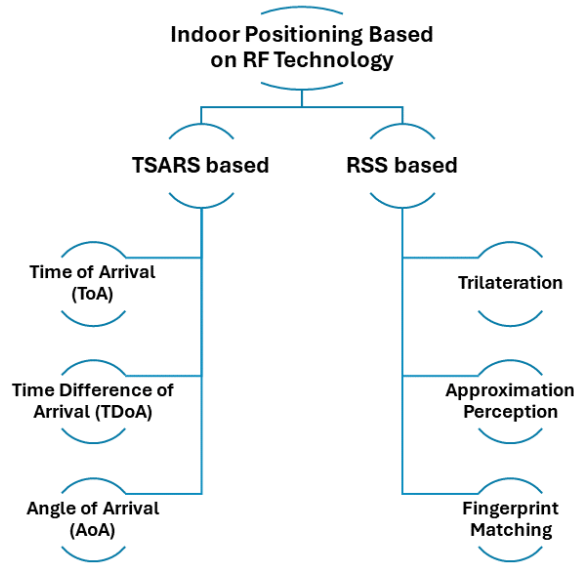 Indoor Positioning Based
on RF Technology
TSARS based
RSS based
Time of Arrival
(ToA)
Time Difference of
Arrival (TDoA)
Angle of Arrival
(AoA)
Trilateration
Approximation
Perception
Fingerprint
Matching